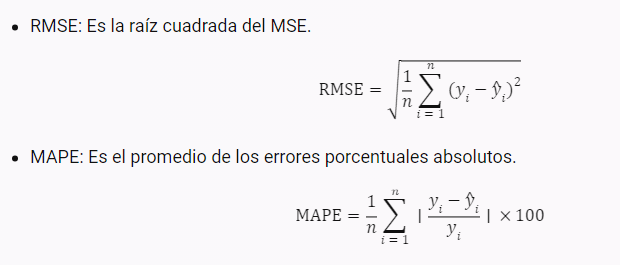 • RMSE: Es la raíz cuadrada del MSE.
RMSE = √(1/n ∑_{i = 1}^{n} (y_i − ŷ_i)²)
• MAPE: Es el promedio de los errores porcentuales absolutos.
MAPE = 1/n ∑_{i = 1}^{n} | (y_i − ŷ_i)/y_i | × 100